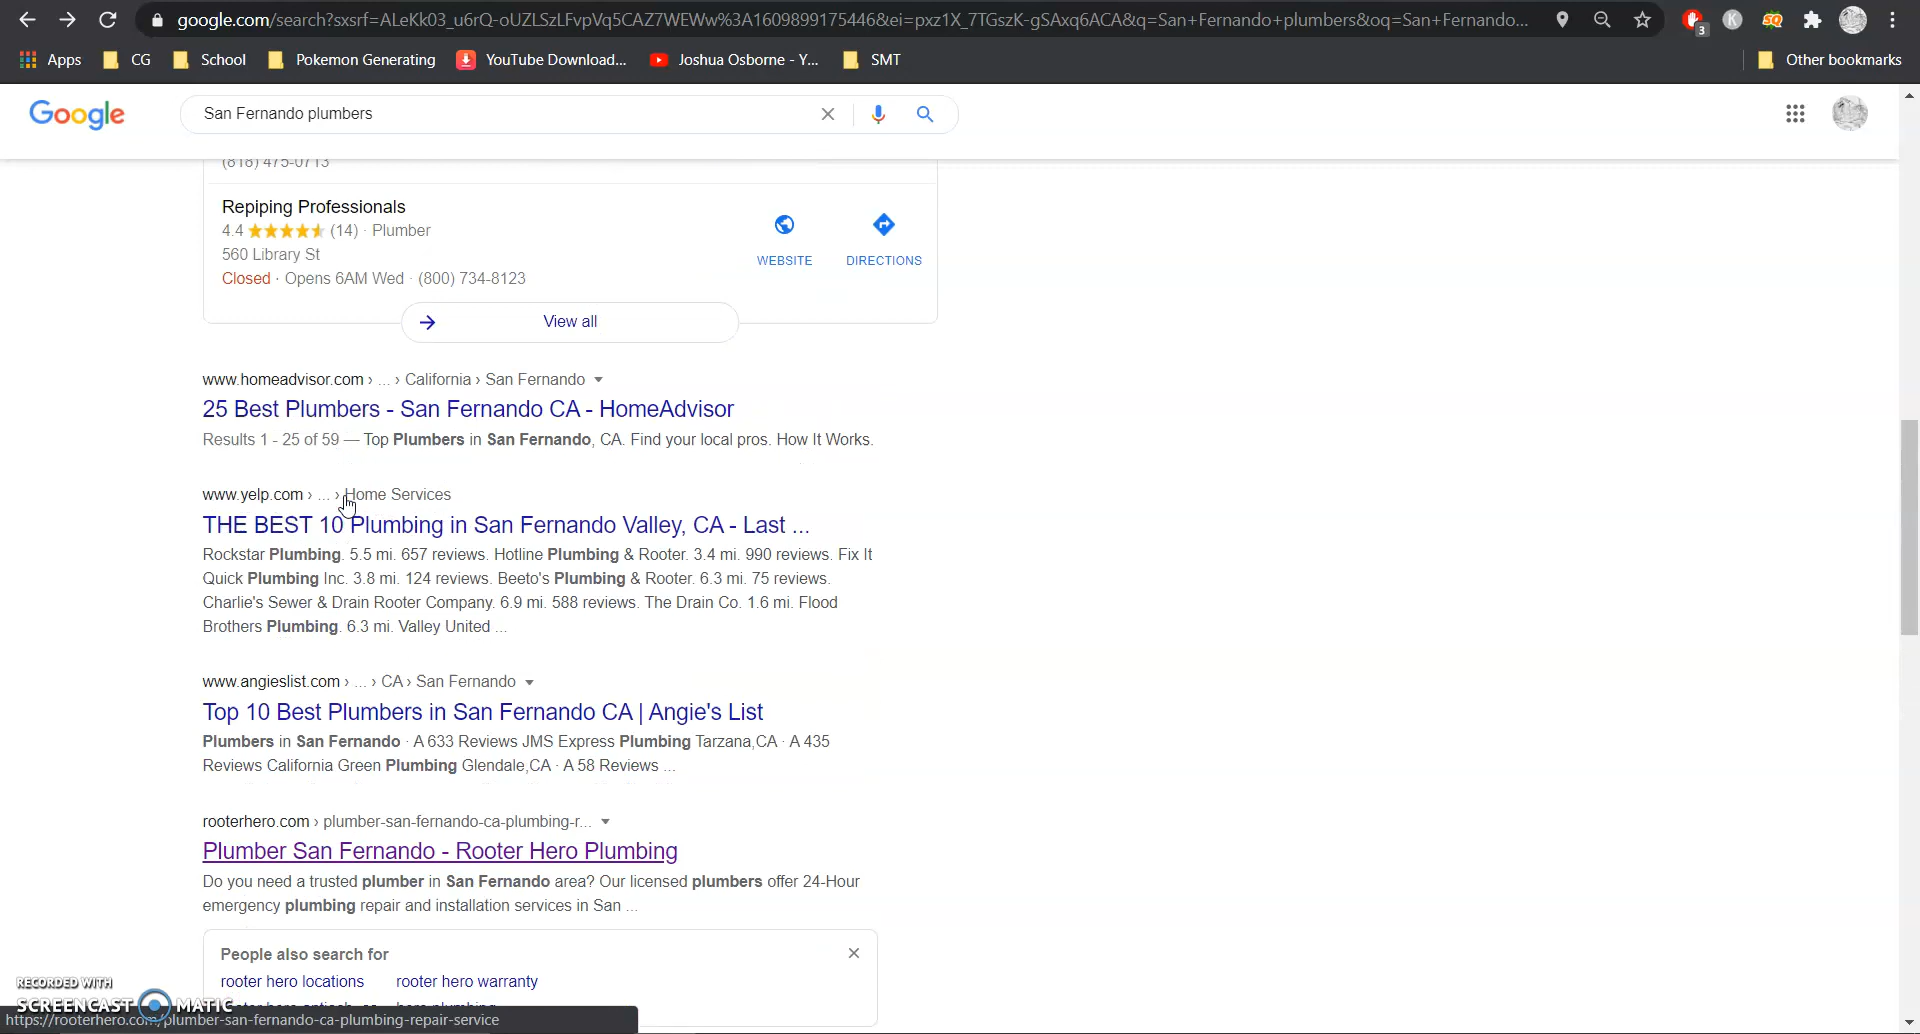 google.com/search?sxsrf=ALeKk03_u6rQ-oUZLSzLFvpVq5CAZ7WEWw%3A1609899175446&ei=pxz1X_7TGszK-gSAxq6ACA&q=San+Fernando+plumbers&oq=San+Fernando...
3
K
SQ
Apps
CG
School
Pokemon Generating
YouTube Download...
Joshua Osborne - Y...
SMT
Other bookmarks
Google
San Fernando plumbers
(818) 475-0713
Repiping Professionals
4.4 (14) · Plumber
560 Library St
Closed · Opens 6AM Wed · (800) 734-8123
WEBSITE
DIRECTIONS
View all
www.homeadvisor.com › ... › California › San Fernando
25 Best Plumbers - San Fernando CA - HomeAdvisor
Results 1 - 25 of 59 — Top Plumbers in San Fernando, CA. Find your local pros. How It Works.
www.yelp.com › ... › Home Services
THE BEST 10 Plumbing in San Fernando Valley, CA - Last ...
Rockstar Plumbing. 5.5 mi. 657 reviews. Hotline Plumbing & Rooter. 3.4 mi. 990 reviews. Fix It
Quick Plumbing Inc. 3.8 mi. 124 reviews. Beeto's Plumbing & Rooter. 6.3 mi. 75 reviews.
Charlie's Sewer & Drain Rooter Company. 6.9 mi. 588 reviews. The Drain Co. 1.6 mi. Flood
Brothers Plumbing. 6.3 mi. Valley United ...
www.angieslist.com › ... › CA › San Fernando
Top 10 Best Plumbers in San Fernando CA | Angie's List
Plumbers in San Fernando · A 633 Reviews JMS Express Plumbing Tarzana,CA · A 435
Reviews California Green Plumbing Glendale,CA · A 58 Reviews ...
rooterhero.com › plumber-san-fernando-ca-plumbing-r...
Plumber San Fernando - Rooter Hero Plumbing
Do you need a trusted plumber in San Fernando area? Our licensed plumbers offer 24-Hour
emergency plumbing repair and installation services in San ...
People also search for
rooter hero locations
rooter hero warranty
RECORDED WITH
SCREENCAST MATIC
https://rooterhero.com/plumber-san-fernando-ca-plumbing-repair-service